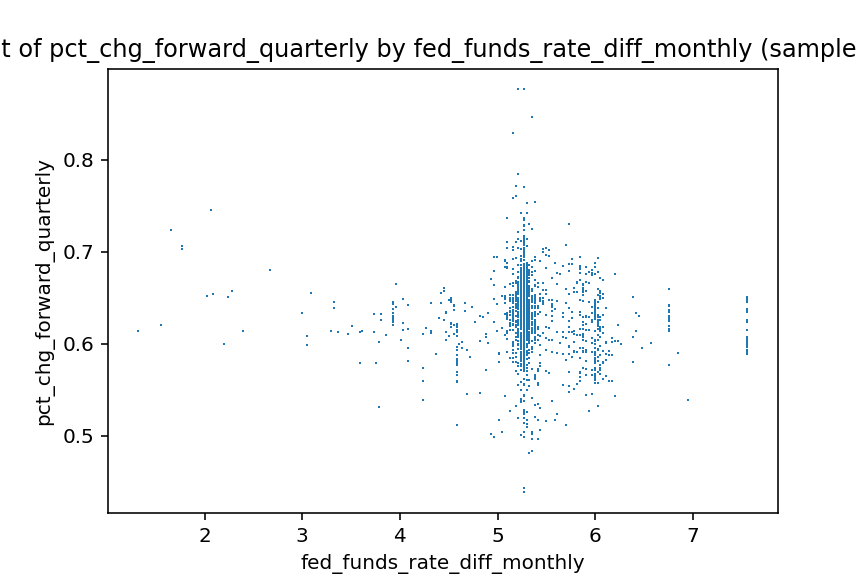 t of pct_chg_forward_quarterly by fed_funds_rate_diff_monthly (sample
pct_chg_forward_quarterly
0.8
0.7
0.6
0.5
2 3 4 5 6 7
fed_funds_rate_diff_monthly